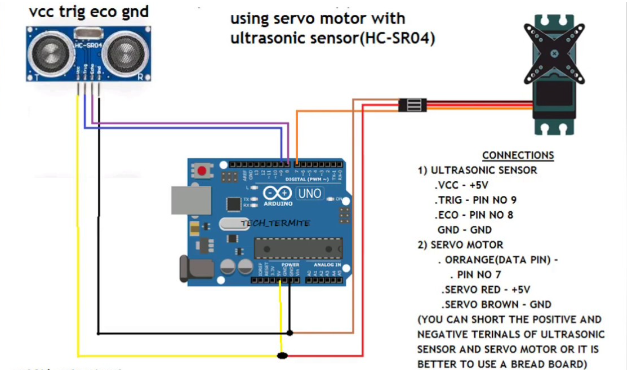 vcc trig eco gnd
using servo motor with
ultrasonic sensor(HC-SR04)
HC-SR04
T
R
DIGITAL (PWM ~)
UNO
ARDUINO
TX
RX
L
ON
TECH_TERMITE
POWER
ANALOG IN
CONNECTIONS
1) ULTRASONIC SENSOR
.VCC - +5V
.TRIG - PIN NO 9
.ECO - PIN NO 8
GND - GND
2) SERVO MOTOR
. ORRANGE(DATA PIN) -
. PIN NO 7
.SERVO RED - +5V
.SERVO BROWN - GND
(YOU CAN SHORT THE POSITIVE AND
NEGATIVE TERINALS OF ULTRASONIC
SENSOR AND SERVO MOTOR OR IT IS
BETTER TO USE A BREAD BOARD)